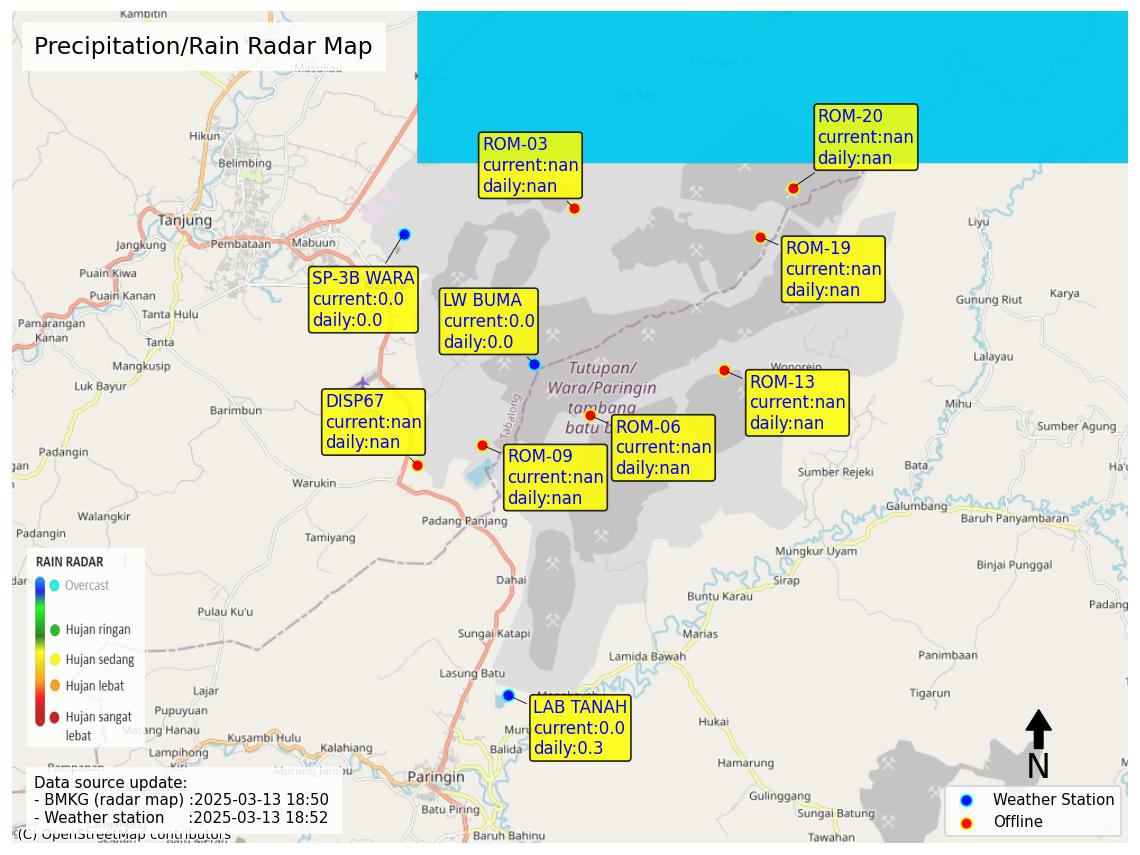 Kambitin
Precipitation/Rain Radar Map
Masukau
Kapuu
Masingai II
Lok Batu
Hikun
Belimbing
ROM-20
current:nan
daily:nan
ROM-03
current:nan
daily:nan
Tanjung
Jangkung
Pembataan
Mabuun
Liyu
ROM-19
current:nan
daily:nan
SP-3B WARA
current:0.0
daily:0.0
Puain Kiwa
Puain Kanan
Tanta Hulu
LW BUMA
current:0.0
daily:0.0
Gunung Riut
Karya
Pamarangan
Kanan
Tanta
Mangkusip
Luk Bayur
Lalayau
Wonorejo
Tutupan/
Wara/Paringin
tambang
batu b
ROM-13
current:nan
daily:nan
DISP67
current:nan
daily:nan
Barimbun
Tabalong
Mihu
ROM-06
current:nan
daily:nan
Sumber Agung
Padangin
ROM-09
current:nan
daily:nan
Ha
gan
Bata
Sumber Rejeki
Warukin
Galumbang
Baruh Panyambaran
Walangkir
Padangin
Padang Panjang
Tamiyang
Mungkur Uyam
Binjai Punggal
RAIN RADAR
Overcast
Hujan ringan
Hujan sedang
Hujan lebat
Hujan sangat
lebat
Dahai
Sirap
Buntu Karau
Padang
Pulau Ku'u
Sungai Katapi
Marias
Lamida Bawah
Panimbaan
Lasung Batu
Lajar
Tigarun
Pupuyuan
LAB TANAH
current:0.0
daily:0.3
Matang Hanau
Kusambi Hulu
Kalahiang
Muru
Balida
Hukai
Lampihong
Hamarung
Murung Jambu
Paringin
N
Data source update:
- BMKG (radar map) :2025-03-13 18:50
- Weather station :2025-03-13 18:52
Batu Piring
Gulinggang
Sungai Batung
Weather Station
Offline
(C) OpenStreetMap contributors
Baruh Bahinu
Tawahan